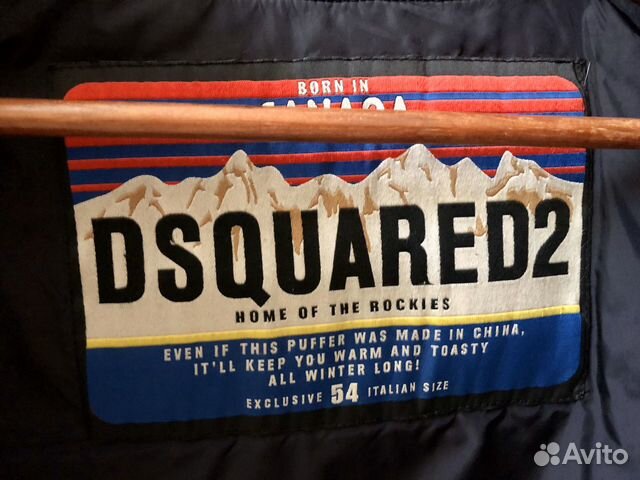 BORN IN
CANADA
DSQUARED2
HOME OF THE ROCKIES
EVEN IF THIS PUFFER WAS MADE IN CHINA,
IT'LL KEEP YOU WARM AND TOASTY
ALL WINTER LONG!
EXCLUSIVE 54 ITALIAN SIZE
Avito